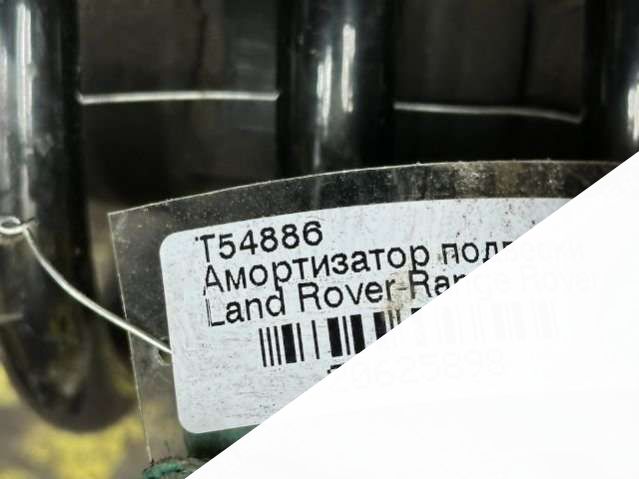 T54886
Амортизатор подвески
Land Rover Range Rover